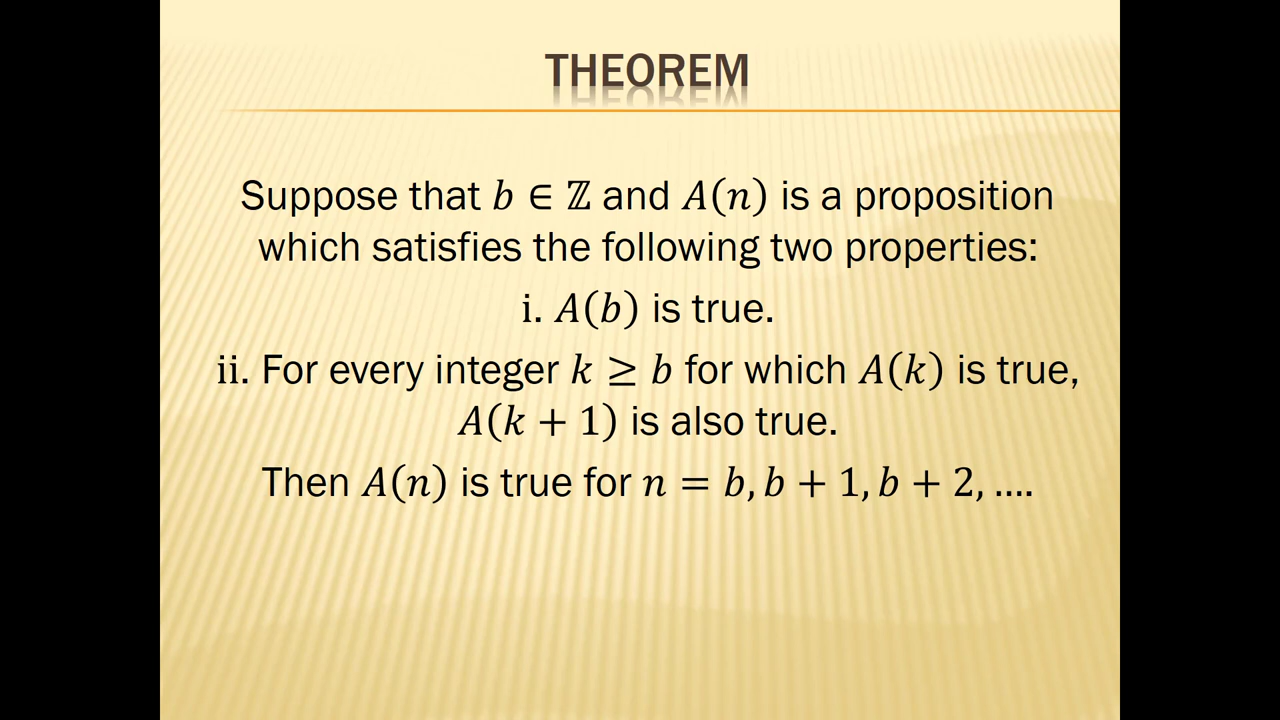 THEOREM
Suppose that b ∈ ℤ and A(n) is a proposition
which satisfies the following two properties:
i. A(b) is true.
ii. For every integer k ≥ b for which A(k) is true,
A(k + 1) is also true.
Then A(n) is true for n = b, b + 1, b + 2, ….